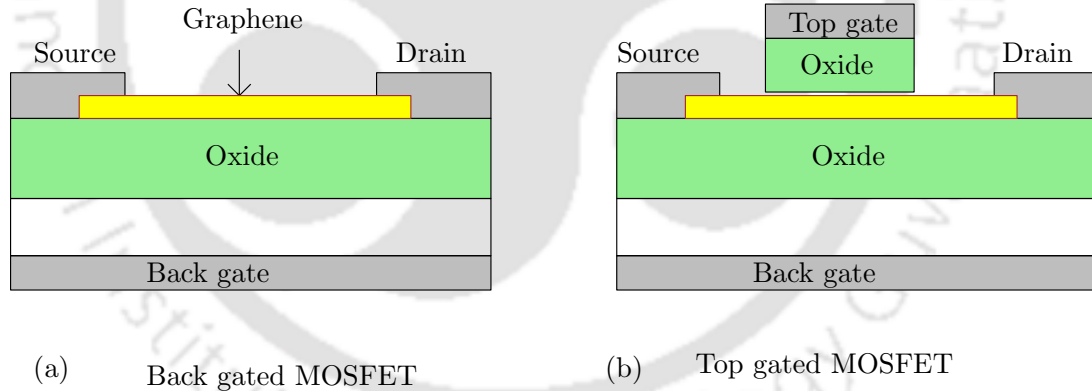 Graphene
Source
Drain
Oxide
Back gate
(a)
Back gated MOSFET
Top gate
Oxide
Source
Drain
Oxide
Back gate
(b)
Top gated MOSFET